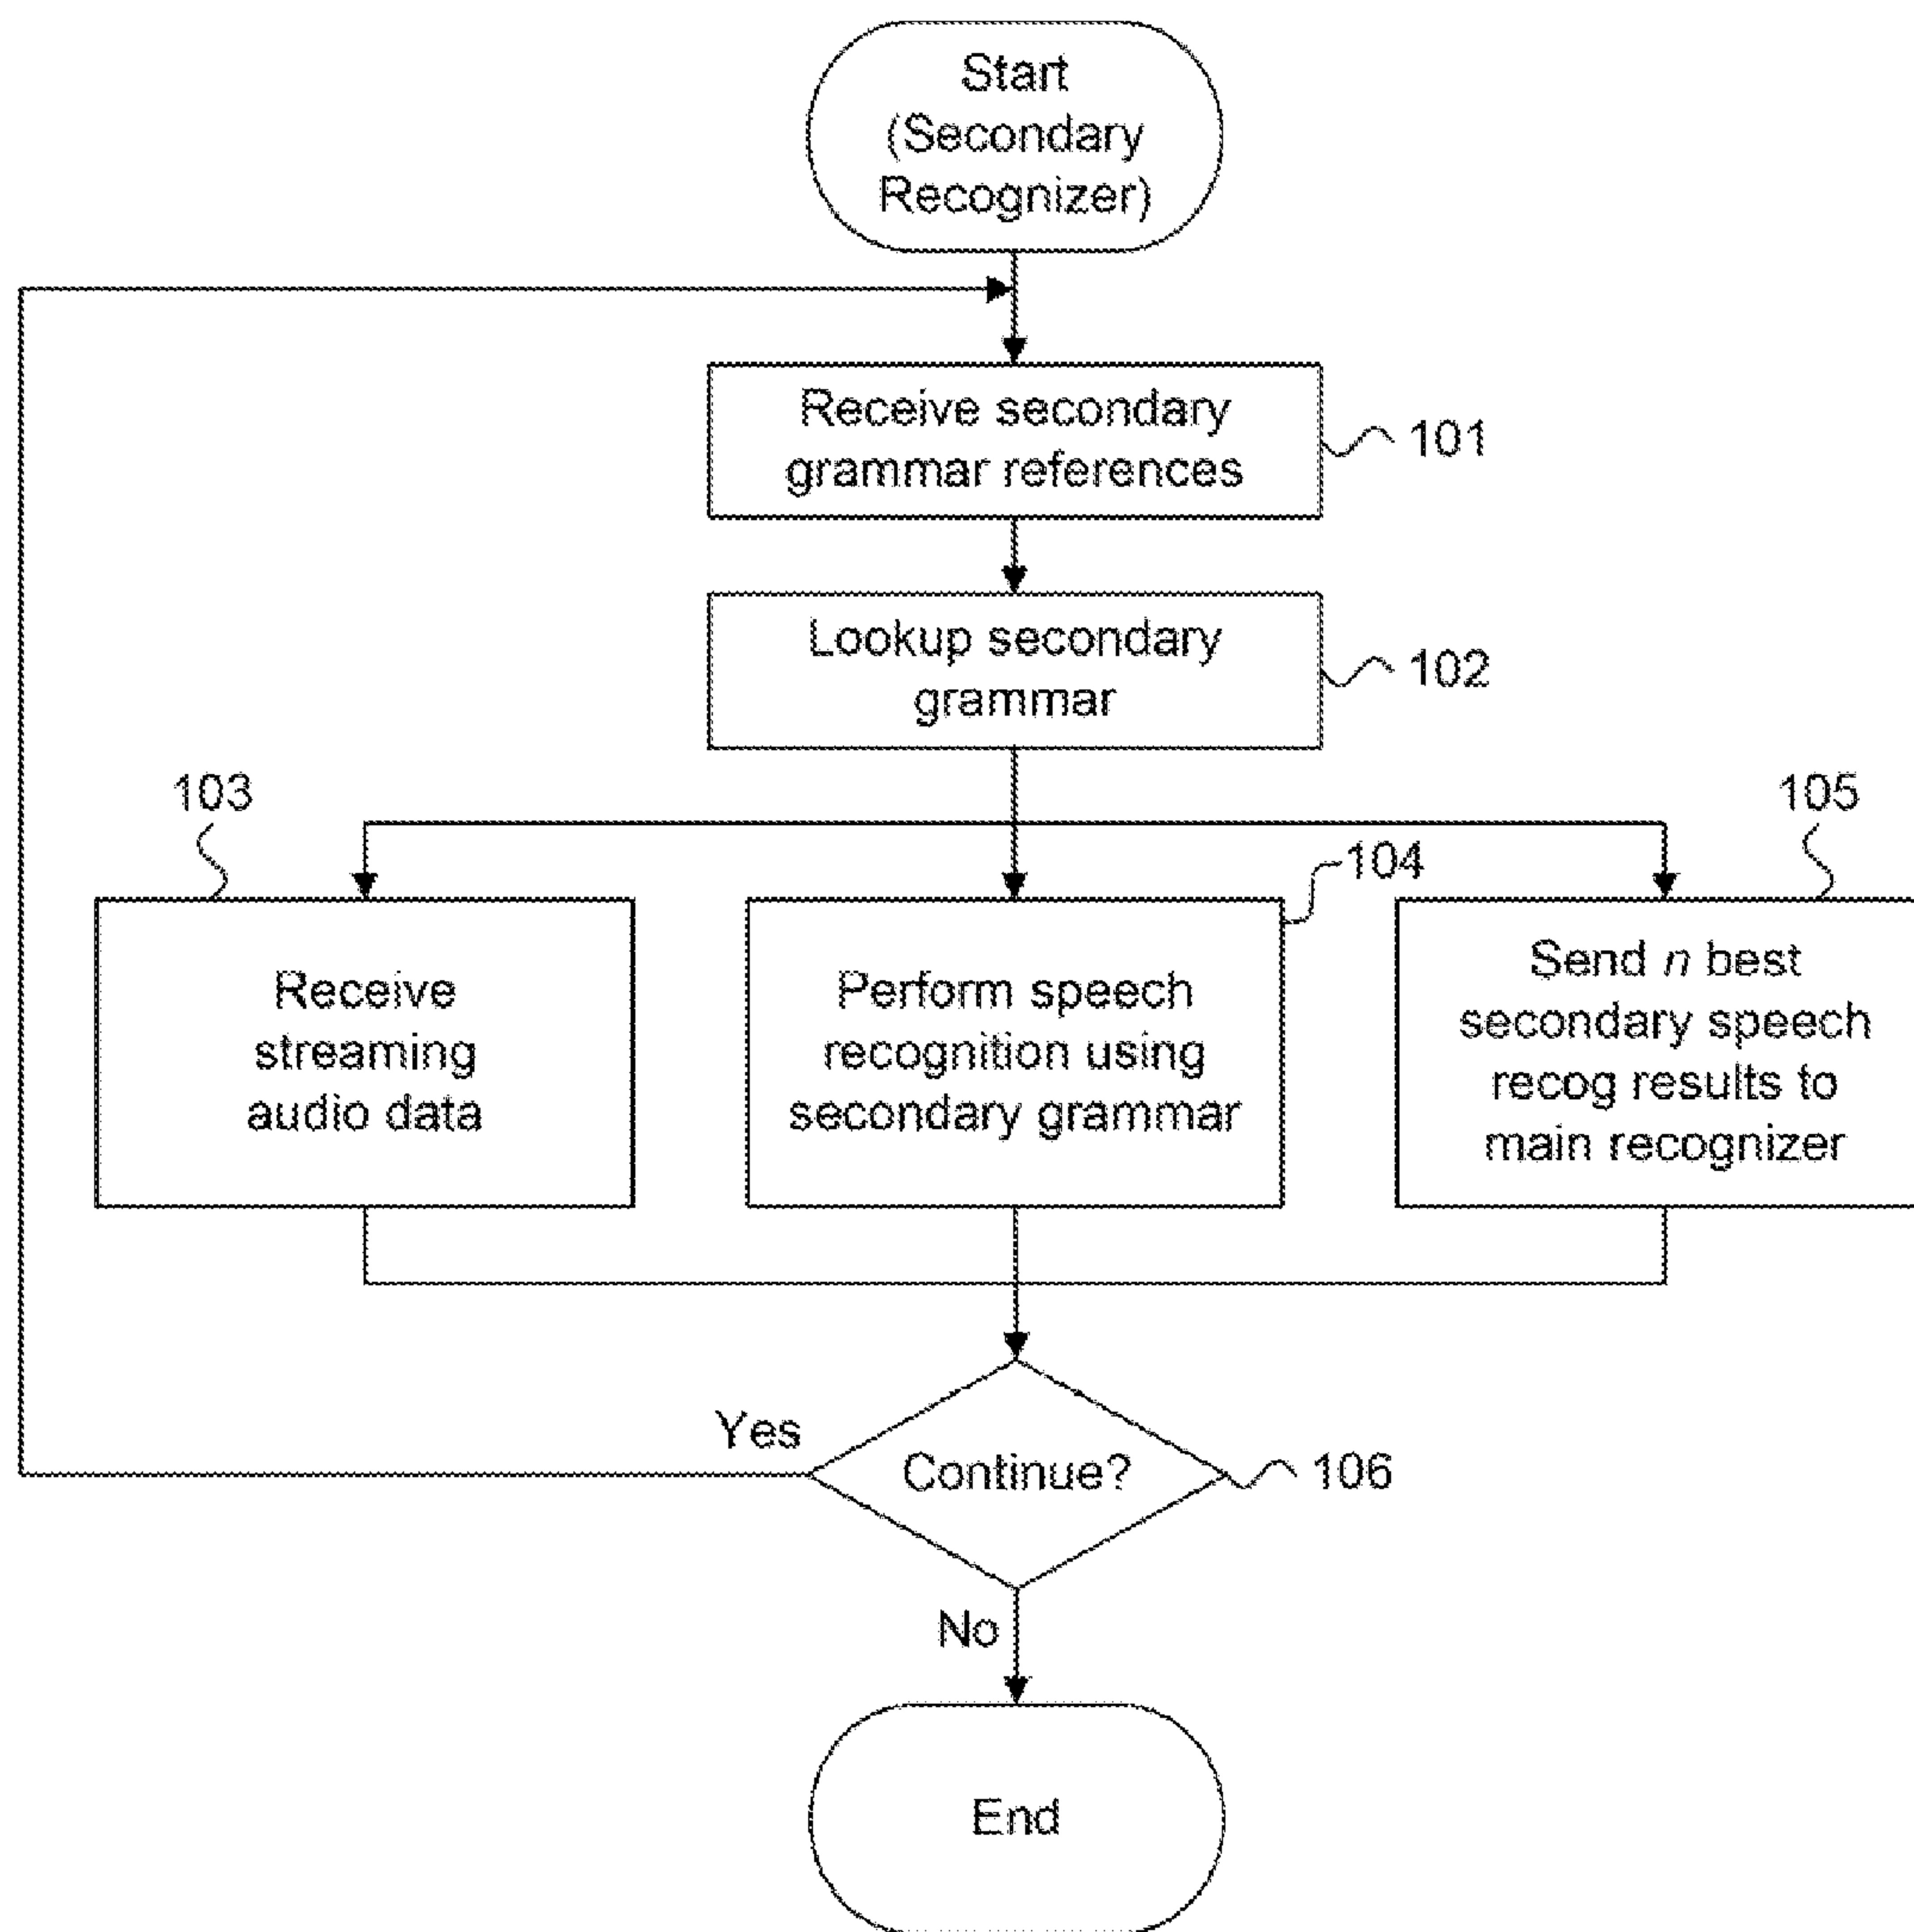 Start
(Secondary
Recognizer)
Receive secondary
grammar references
101
Lookup secondary
grammar
102
103
Receive
streaming
audio data
104
Perform speech
recognition using
secondary grammar
105
Send n best
secondary speech
recog results to
main recognizer
Yes
Continue?
106
No
End